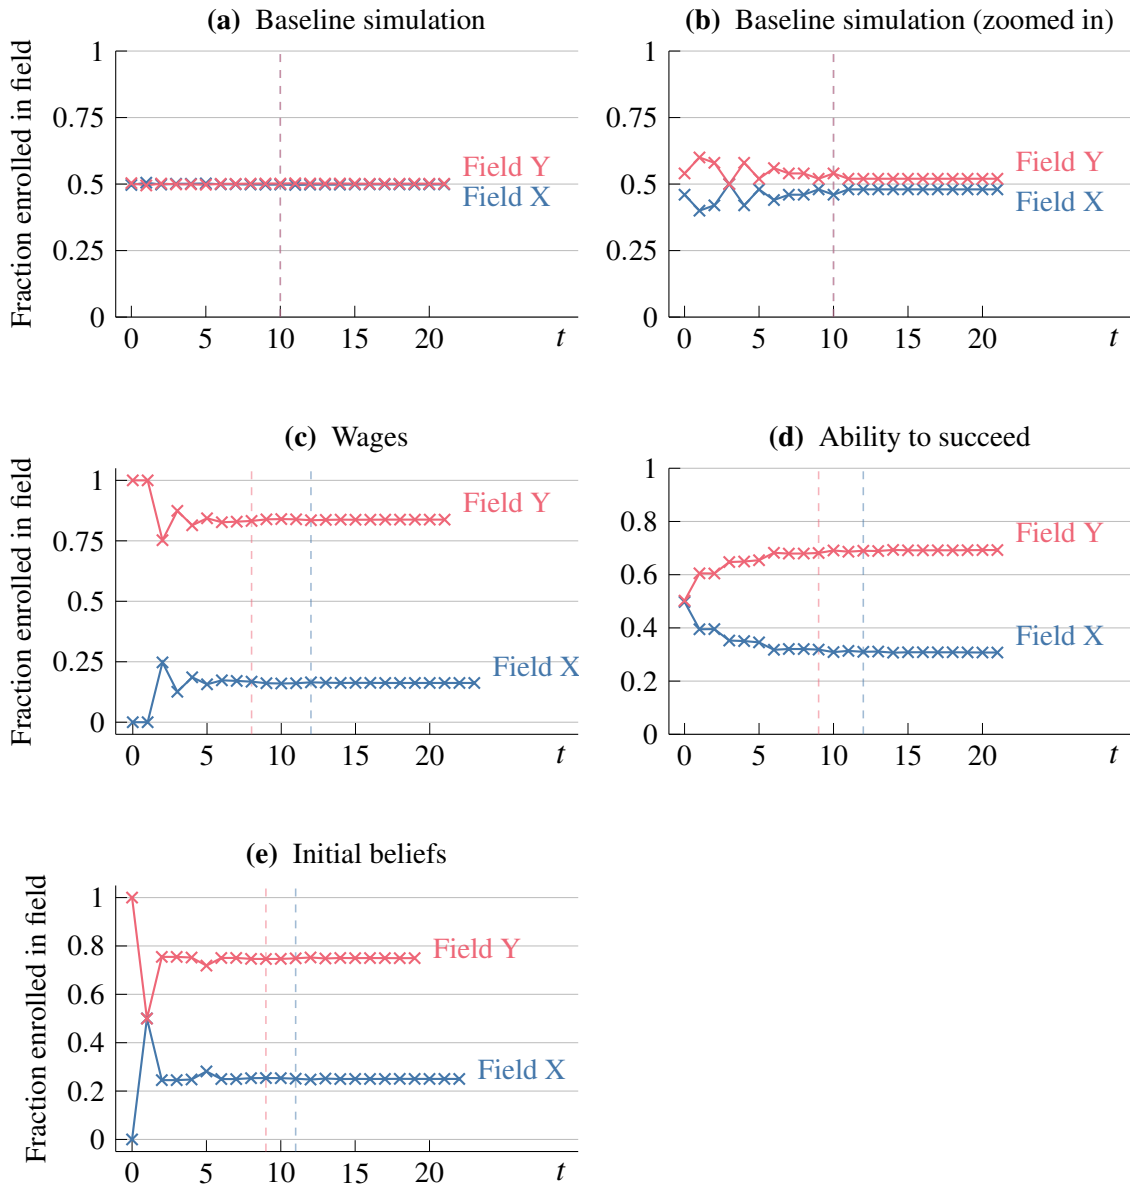 (a) Baseline simulation
Fraction enrolled in field
1
0.75
0.5
0.25
0
Field Y
Field X
0 5 10 15 20 t
(b) Baseline simulation (zoomed in)
1
0.75
0.5
0.25
0
Field Y
Field X
0 5 10 15 20 t
(c) Wages
Fraction enrolled in field
1
0.75
0.5
0.25
0
Field Y
Field X
0 5 10 15 20 t
(d) Ability to succeed
1
0.8
0.6
0.4
0.2
0
Field Y
Field X
0 5 10 15 20 t
(e) Initial beliefs
Fraction enrolled in field
1
0.8
0.6
0.4
0.2
0
Field Y
Field X
0 5 10 15 20 t